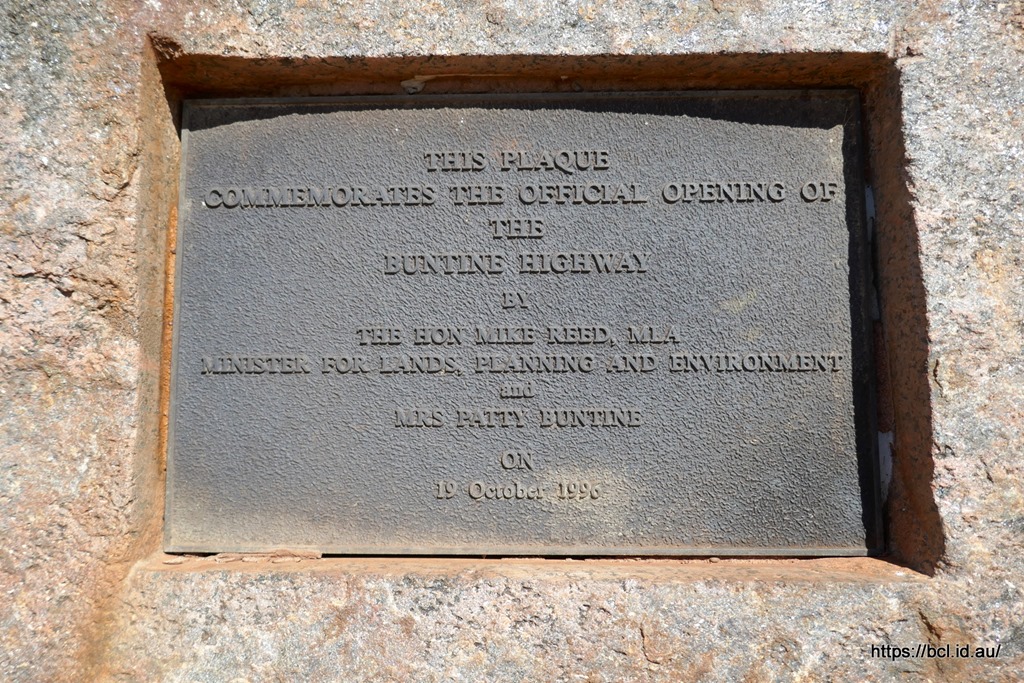 THIS PLAQUE
COMMEMORATES THE OFFICIAL OPENING OF
THE
BUNTINE HIGHWAY
BY
THE HON MIKE REED, MLA
MINISTER FOR LANDS, PLANNING AND ENVIRONMENT
and
MRS PATTY BUNTINE
ON
19 October 1996
https://bcl.id.au/